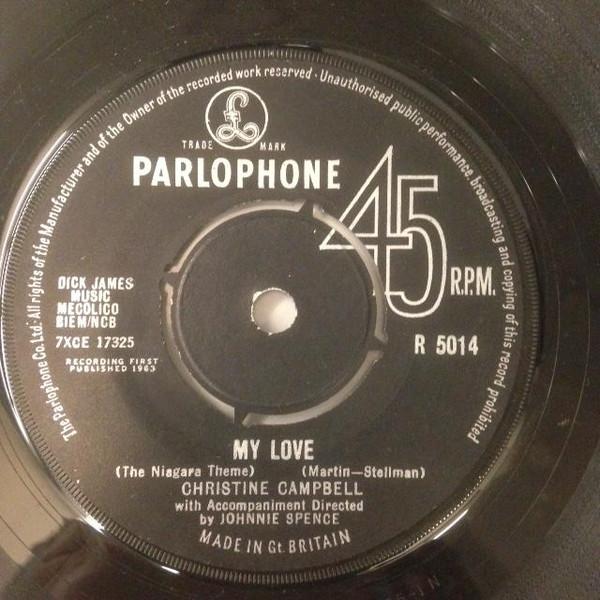 The Parlophone Co. Ltd. All rights of the Manufacturer and of the Owner of the recorded work reserved · Unauthorised public performance, broadcasting and copying of this record prohibited
£
TRADE MARK
PARLOPHONE
45 R.P.M.
DICK JAMES
MUSIC
MECOLICO
BIEM/NCB
7XCE 17325
RECORDING FIRST
PUBLISHED 1963
R 5014
MY LOVE
(The Niagara Theme) (Martin—Stellman)
CHRISTINE CAMPBELL
with Accompaniment Directed
by JOHNNIE SPENCE
MADE IN Gt. BRITAIN